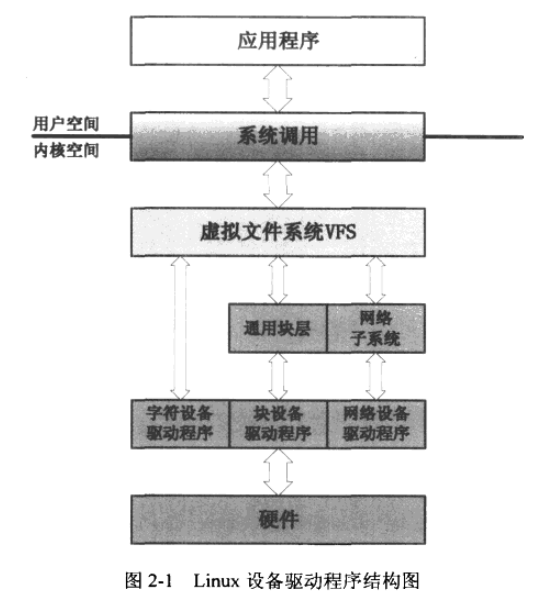 应用程序
用户空间
系统调用
内核空间
虚拟文件系统VFS
通用块层
网络
子系统
字符设备
驱动程序
块设备
驱动程序
网络设备
驱动程序
硬件
图 2-1 Linux 设备驱动程序结构图